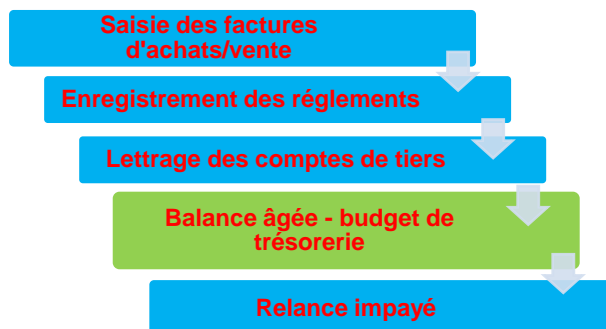 Saisie des factures
d'achats/vente
Enregistrement des réglements
Lettrage des comptes de tiers
Balance âgée - budget de
trésorerie
Relance impayé